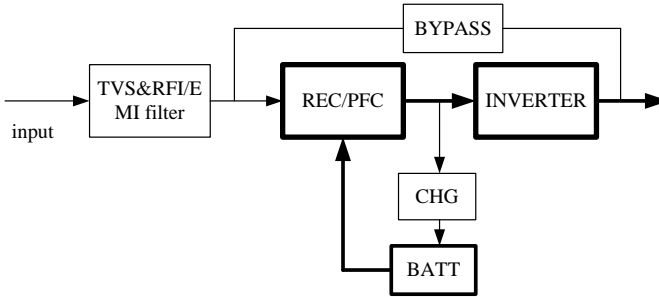 BYPASS
TVS&RFI/E
MI filter
REC/PFC
INVERTER
input
CHG
BATT